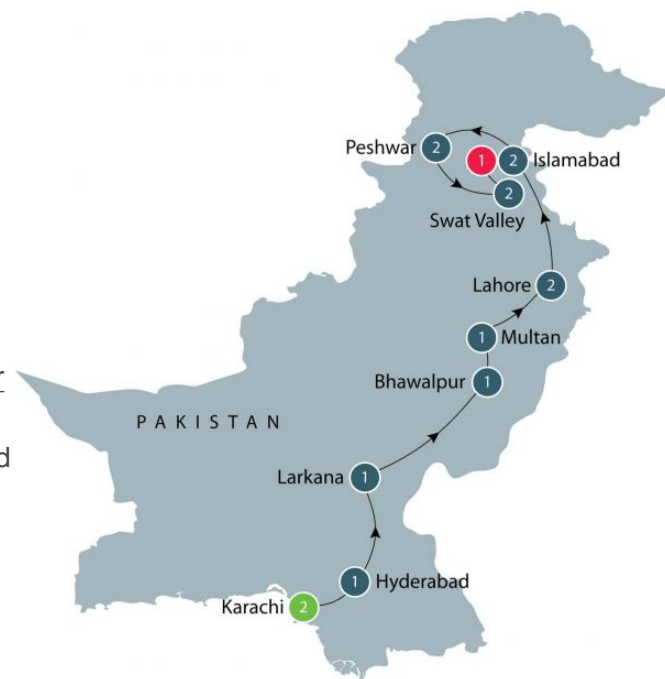 Peshwar 2 1 2 Islamabad
2
Swat Valley
Lahore 2
1 Multan
Bhawalpur 1
r
PAKISTAN
d
Larkana 1
1 Hyderabad
Karachi 2